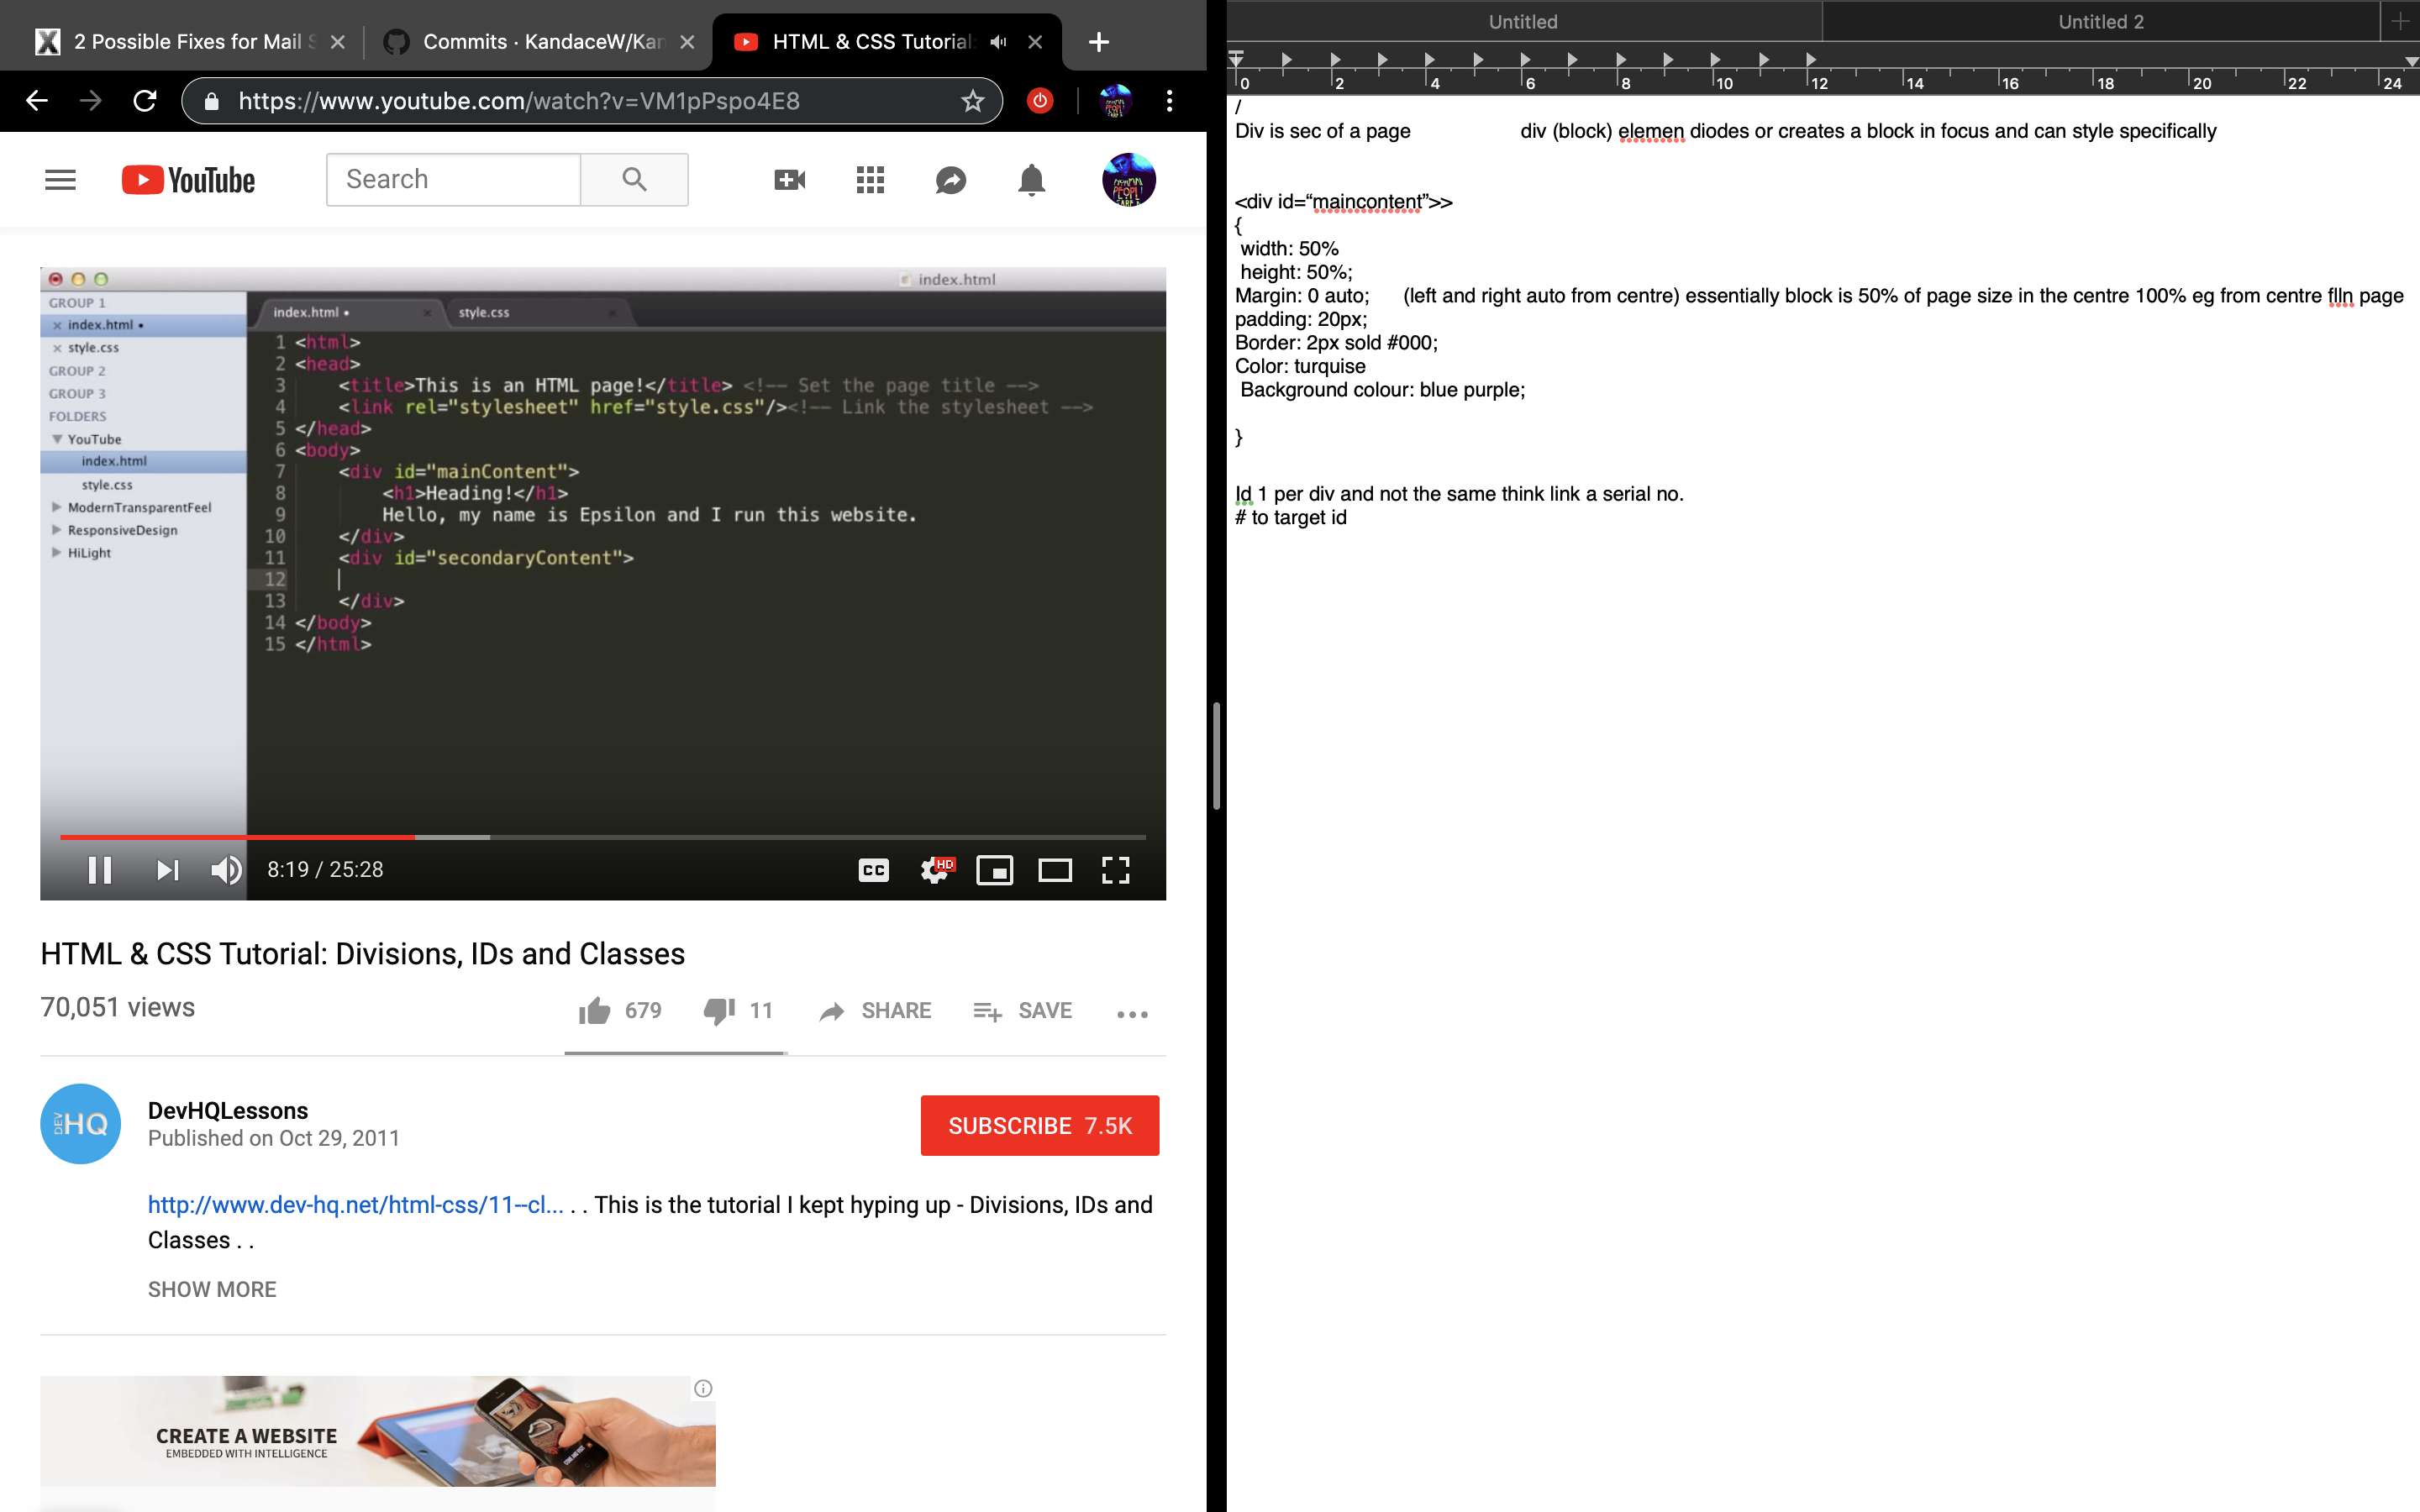 2 Possible Fixes for Mail S
Commits · KandaceW/Kan
HTML & CSS Tutorial:
https://www.youtube.com/watch?v=VM1pPspo4E8
YouTube
Search
index.html
GROUP 1
index.html •
style.css
GROUP 2
GROUP 3
FOLDERS
YouTube
index.html
style.css
ModernTransparentFeel
ResponsiveDesign
HiLight
index.html •
style.css
1 <html>
2 <head>
3 <title>This is an HTML page!</title> <!-- Set the page title -->
4 <link rel="stylesheet" href="style.css"/><!-- Link the stylesheet -->
5 </head>
6 <body>
7 <div id="mainContent">
8 <h1>Heading!</h1>
9 Hello, my name is Epsilon and I run this website.
10 </div>
11 <div id="secondaryContent">
12
13 </div>
14 </body>
15 </html>
8:19 / 25:28
CC
HD
HTML & CSS Tutorial: Divisions, IDs and Classes
70,051 views
679
11
SHARE
SAVE
DEV HQ
DevHQLessons
Published on Oct 29, 2011
SUBSCRIBE 7.5K
http://www.dev-hq.net/html-css/11--cl... . . This is the tutorial I kept hyping up - Divisions, IDs and
Classes . .
SHOW MORE
CREATE A WEBSITE
EMBEDDED WITH INTELLIGENCE
Untitled
Untitled 2
0 2 4 6 8 10 12 14 16 18 20 22 24
/
Div is sec of a page div (block) elemen diodes or creates a block in focus and can style specifically
<div id=“maincontent”>>
{
width: 50%
height: 50%;
Margin: 0 auto; (left and right auto from centre) essentially block is 50% of page size in the centre 100% eg from centre flln page
padding: 20px;
Border: 2px sold #000;
Color: turquise
Background colour: blue purple;
}
Id 1 per div and not the same think link a serial no.
# to target id